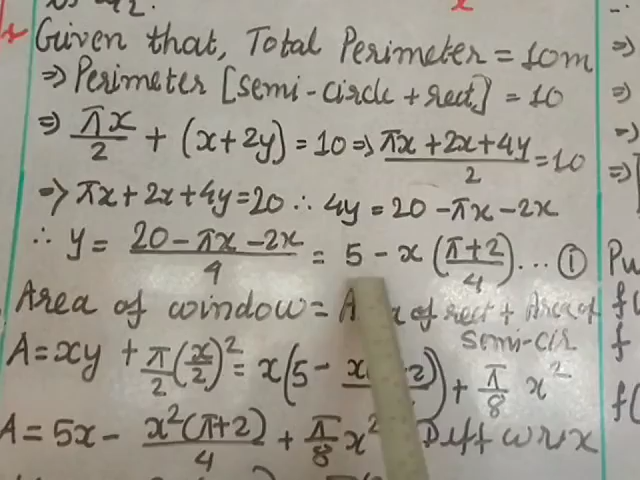 Given that, Total Perimeter = 10m
⇒ Perimeter [semi-circle + rect] = 10
⇒ πx/2 + (x+2y) = 10 ⇒ (πx+2x+4y)/2 = 10
⇒ πx+2x+4y=20 ∴ 4y = 20-πx-2x
∴ y = (20-πx-2x)/4 = 5 - x((π+2)/4)... ①
Area of window = of rect + Area of
semi-cir
A = xy + π/2 (x/2)² = x(5 - ) + π/8 x²
A = 5x - x²(π+2)/4 + π/8 x² Diff wrx
Pu